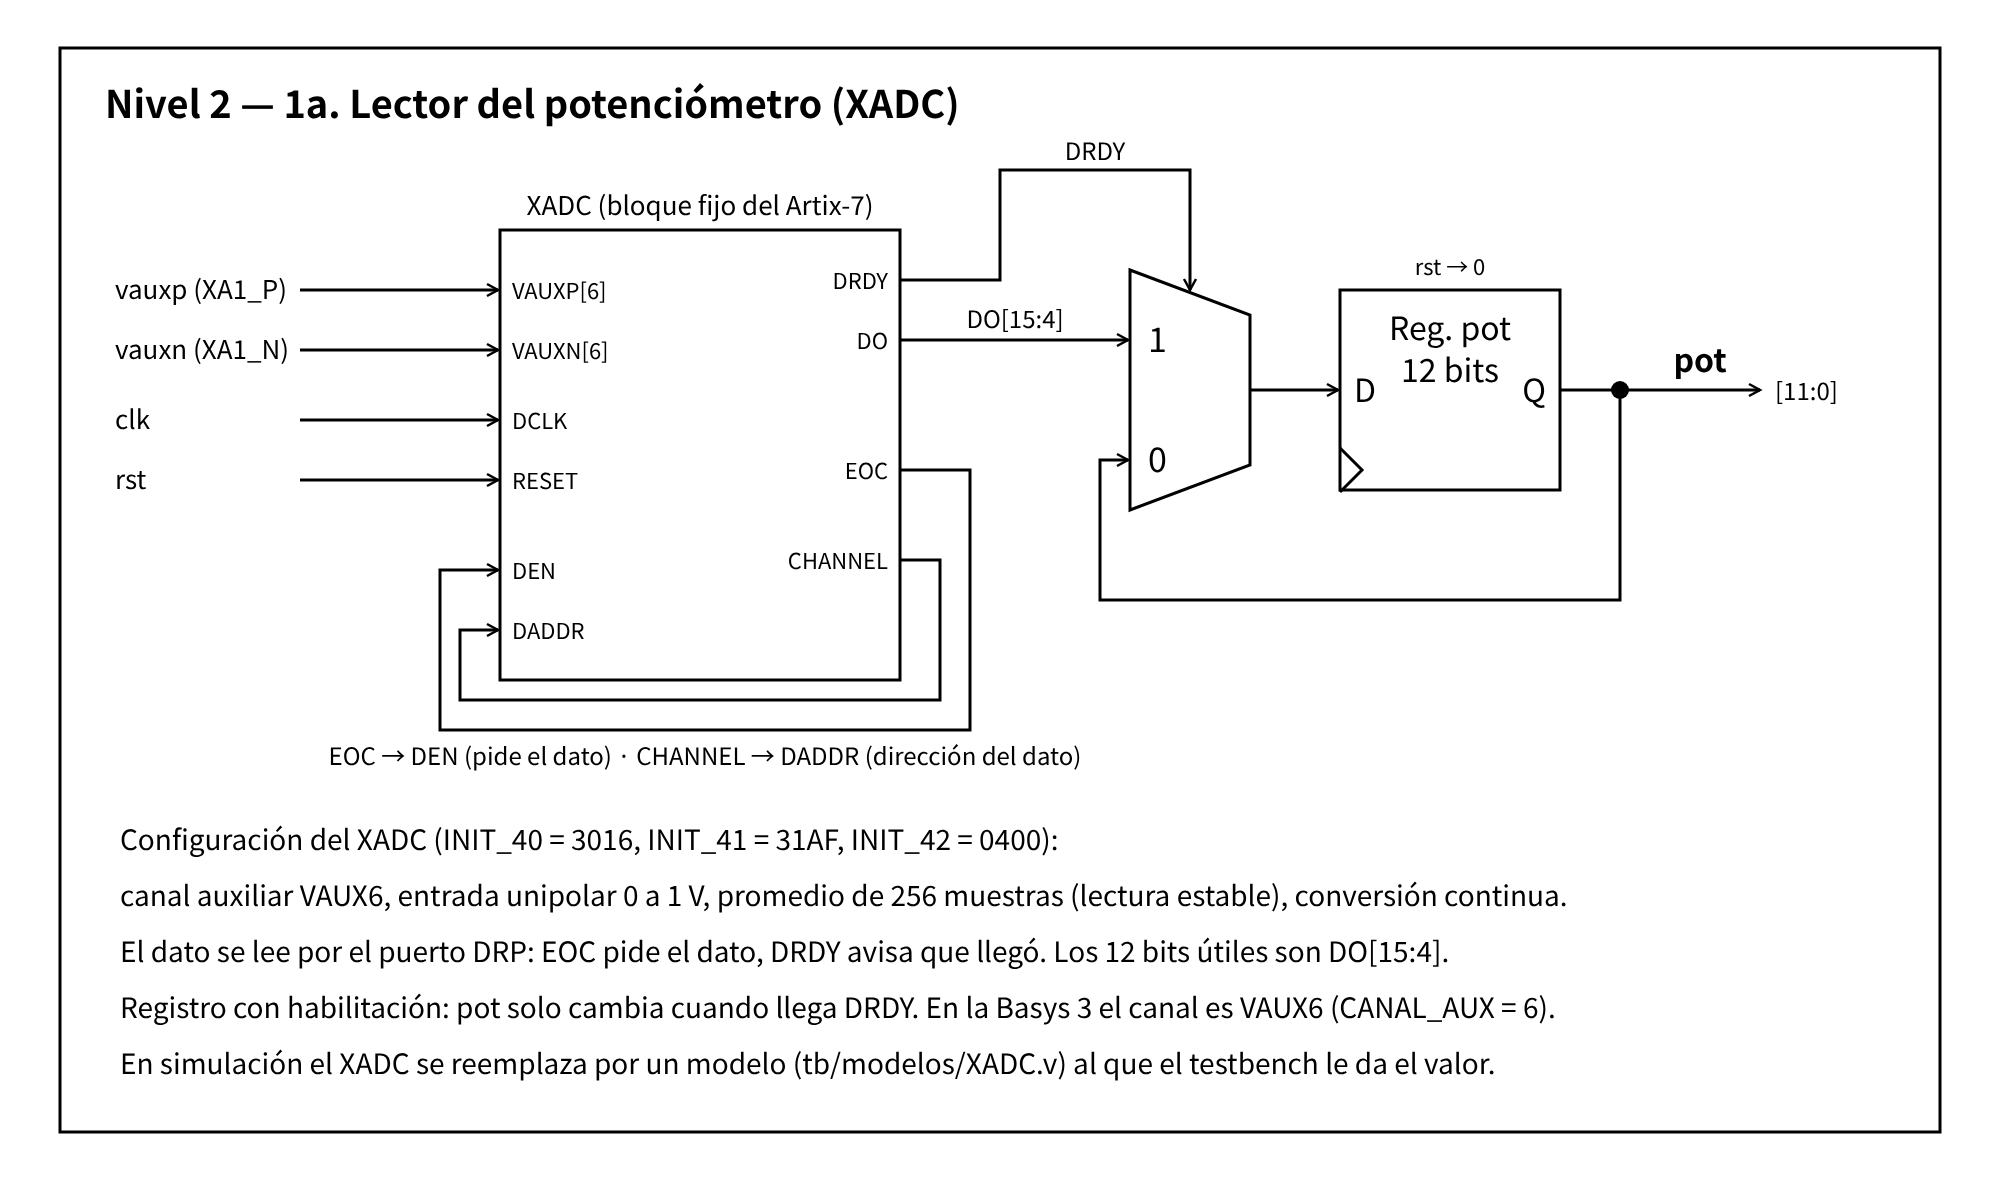 Nivel 2 — 1a. Lector del potenciómetro (XADC)
DRDY
XADC (bloque fijo del Artix-7)
vauxp (XA1_P)
VAUXP[6]
DRDY
rst → 0
vauxn (XA1_N)
VAUXN[6]
DO
DO[15:4]
1
Reg. pot
12 bits
D
Q
pot
[11:0]
clk
DCLK
rst
RESET
EOC
0
DEN
CHANNEL
DADDR
EOC → DEN (pide el dato) · CHANNEL → DADDR (dirección del dato)
Configuración del XADC (INIT_40 = 3016, INIT_41 = 31AF, INIT_42 = 0400):
canal auxiliar VAUX6, entrada unipolar 0 a 1 V, promedio de 256 muestras (lectura estable), conversión continua.
El dato se lee por el puerto DRP: EOC pide el dato, DRDY avisa que llegó. Los 12 bits útiles son DO[15:4].
Registro con habilitación: pot solo cambia cuando llega DRDY. En la Basys 3 el canal es VAUX6 (CANAL_AUX = 6).
En simulación el XADC se reemplaza por un modelo (tb/modelos/XADC.v) al que el testbench le da el valor.